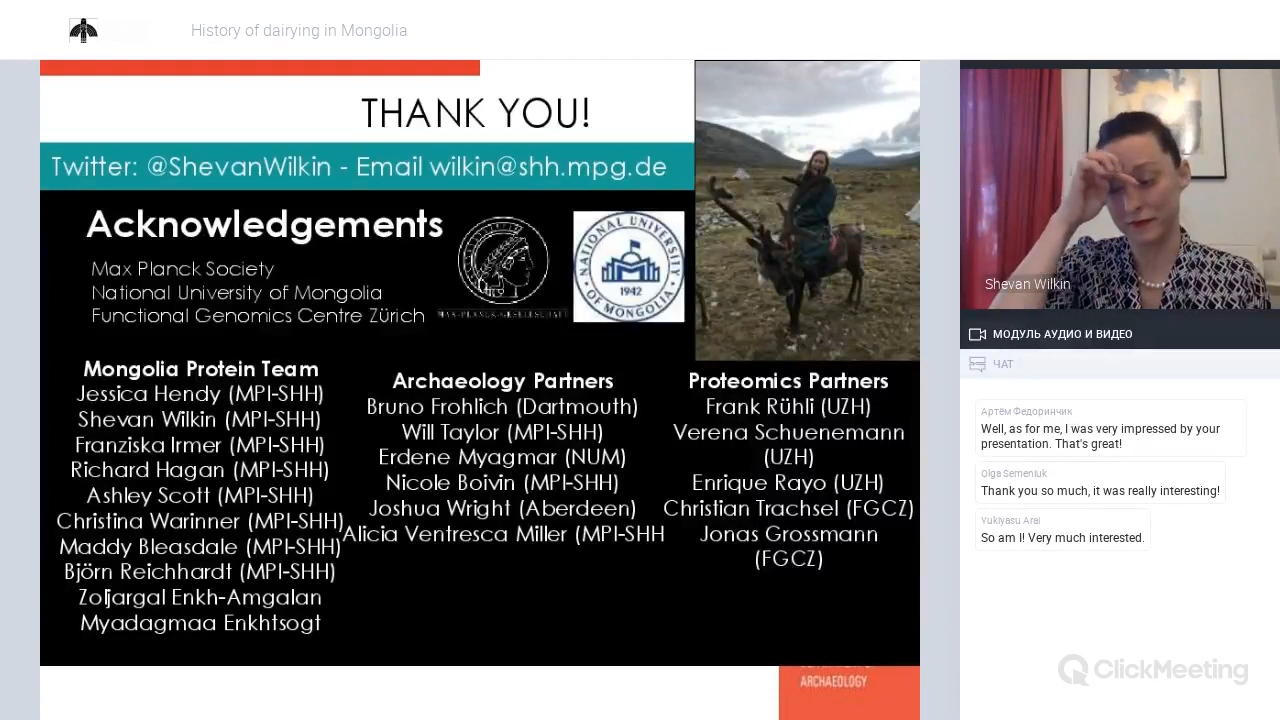 History of dairying in Mongolia
THANK YOU!
Twitter: @ShevanWilkin - Email wilkin@shh.mpg.de
Acknowledgements
Max Planck Society
National University of Mongolia
Functional Genomics Centre Zürich
MAX-PLANCK-GESELLSCHAFT
NATIONAL UNIVERSITY
1942
OF MONGOLIA
Mongolia Protein Team
Jessica Hendy (MPI-SHH)
Shevan Wilkin (MPI-SHH)
Franziska Irmer (MPI-SHH)
Richard Hagan (MPI-SHH)
Ashley Scott (MPI-SHH)
Christina Warinner (MPI-SHH)
Maddy Bleasdale (MPI-SHH)
Björn Reichhardt (MPI-SHH)
Zoljargal Enkh-Amgalan
Myadagmaa Enkhtsogt
Archaeology Partners
Bruno Frohlich (Dartmouth)
Will Taylor (MPI-SHH)
Erdene Myagmar (NUM)
Nicole Boivin (MPI-SHH)
Joshua Wright (Aberdeen)
Alicia Ventresca Miller (MPI-SHH
Proteomics Partners
Frank Rühli (UZH)
Verena Schuenemann
(UZH)
Enrique Rayo (UZH)
Christian Trachsel (FGCZ)
Jonas Grossmann
(FGCZ)
ARCHAEOLOGY
Shevan Wilkin
МОДУЛЬ АУДИО И ВИДЕО
ЧАТ
Артём Федоринчик
Well, as for me, I was very impressed by your
presentation. That's great!
Olga Semeniuk
Thank you so much, it was really interesting!
Yukiyasu Arai
So am I! Very much interested.
ClickMeeting